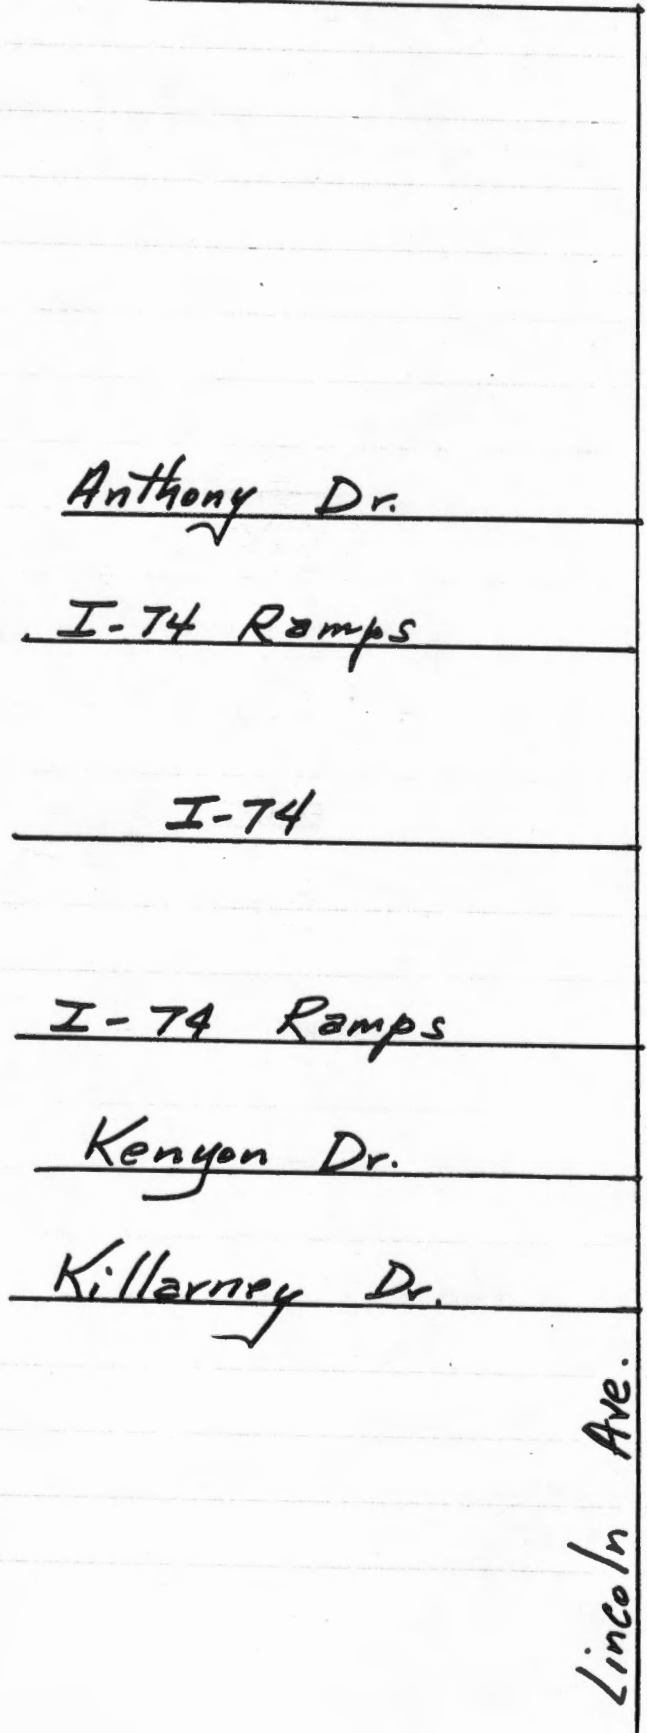 Anthony Dr.
I-74 Ramps
I-74
I-74 Ramps
Kenyon Dr.
Killarney Dr.
Lincoln Ave.